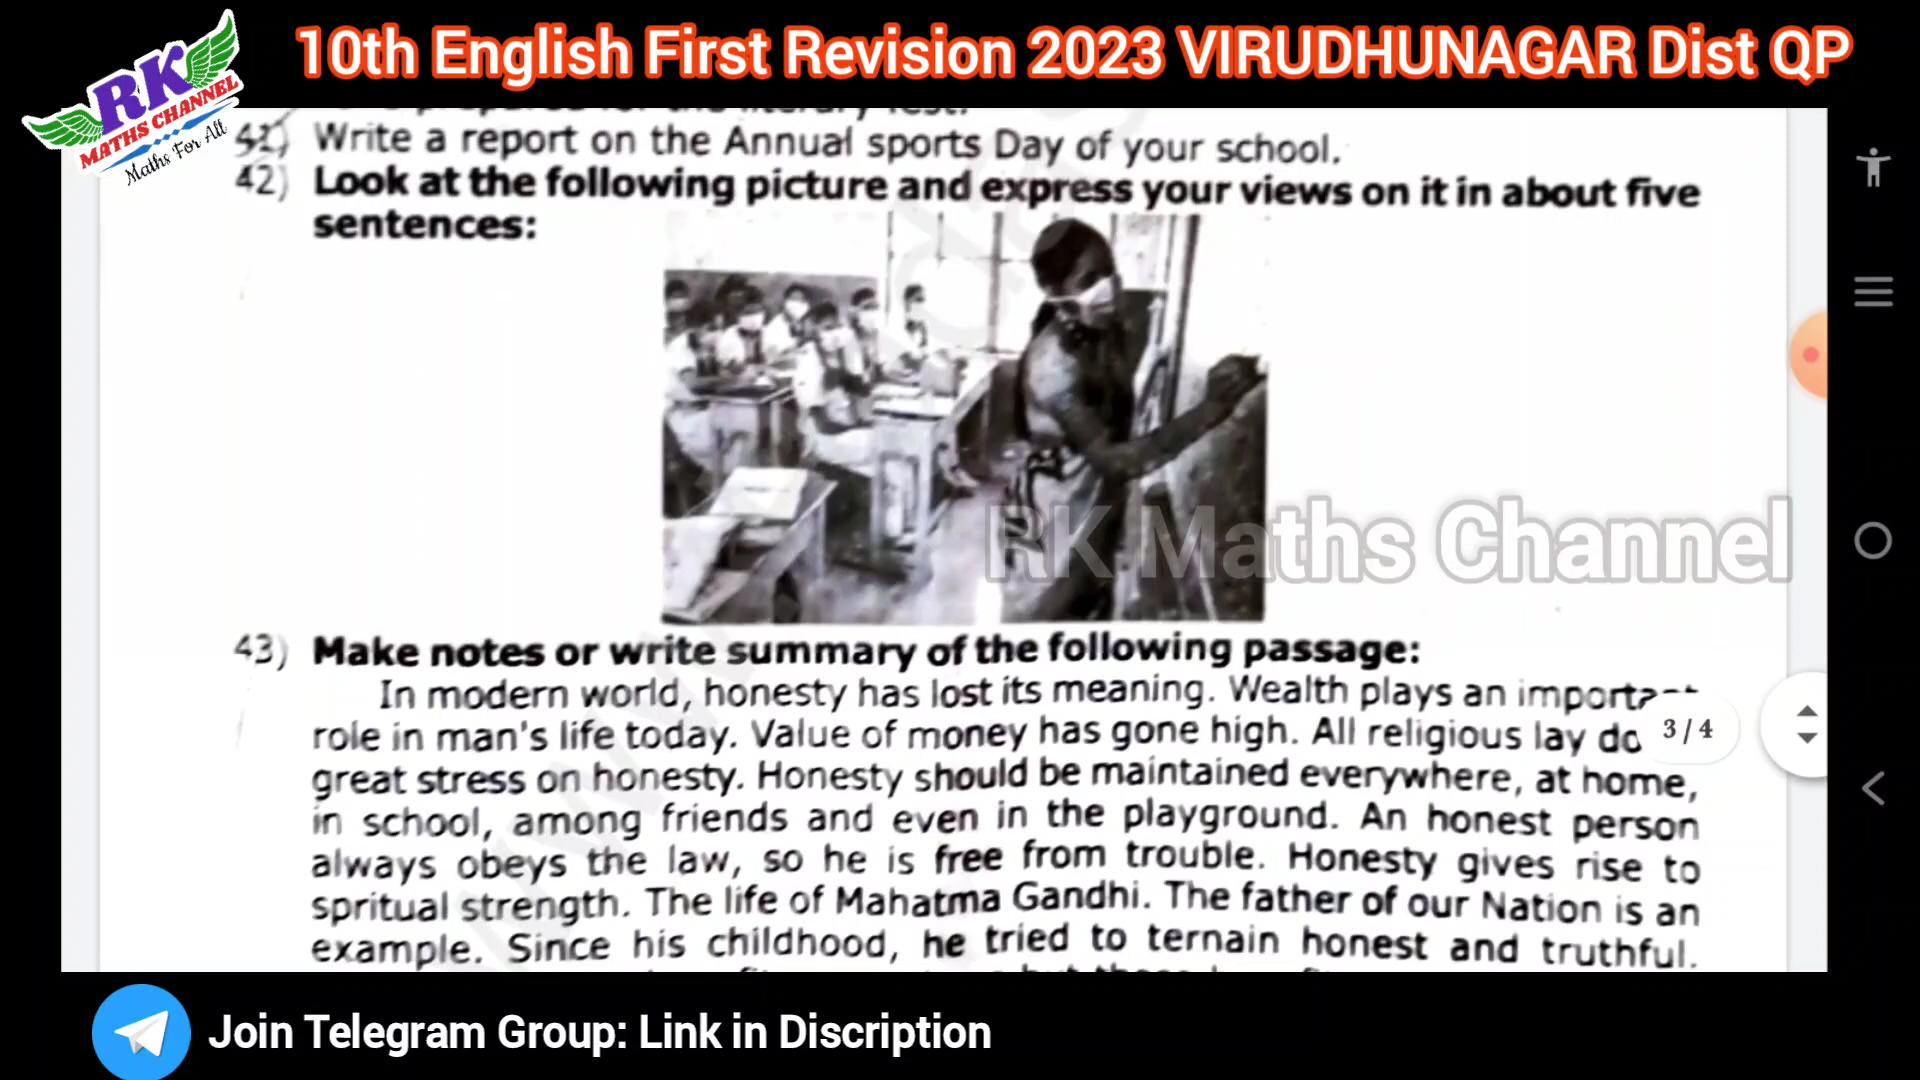 10th English First Revision 2023 VIRUDHUNAGAR Dist QP
RK
MATHS CHANNEL
Maths For All
41) Write a report on the Annual sports Day of your school.
42) Look at the following picture and express your views on it in about five
sentences:
RK Maths Channel
43) Make notes or write summary of the following passage:
In modern world, honesty has lost its meaning. Wealth plays an important
role in man's life today. Value of money has gone high. All religious lay do
3 / 4
great stress on honesty. Honesty should be maintained everywhere, at home,
in school, among friends and even in the playground. An honest person
always obeys the law, so he is free from trouble. Honesty gives rise to
spritual strength. The life of Mahatma Gandhi. The father of our Nation is an
example. Since his childhood, he tried to ternain honest and truthful.
Join Telegram Group: Link in Discription